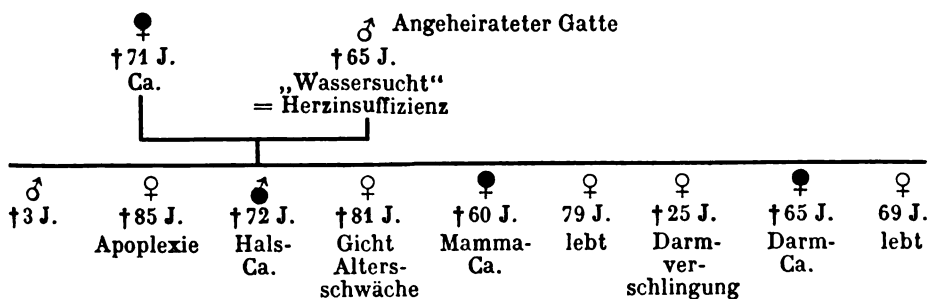 ♀ ♂ Angeheirateter Gatte
†71 J. †65 J.
Ca. „Wassersucht“
= Herzinsuffizienz
♂ ♀ ♂ ♀ ♀ ♀ ♀ ♀ ♀
†3 J. †85 J. †72 J. †81 J. †60 J. 79 J. †25 J. †65 J. 69 J.
Apoplexie Hals- Gicht Mamma- lebt Darm- Darm- lebt
Ca. Alters- Ca. ver- Ca.
schwäche schlingung